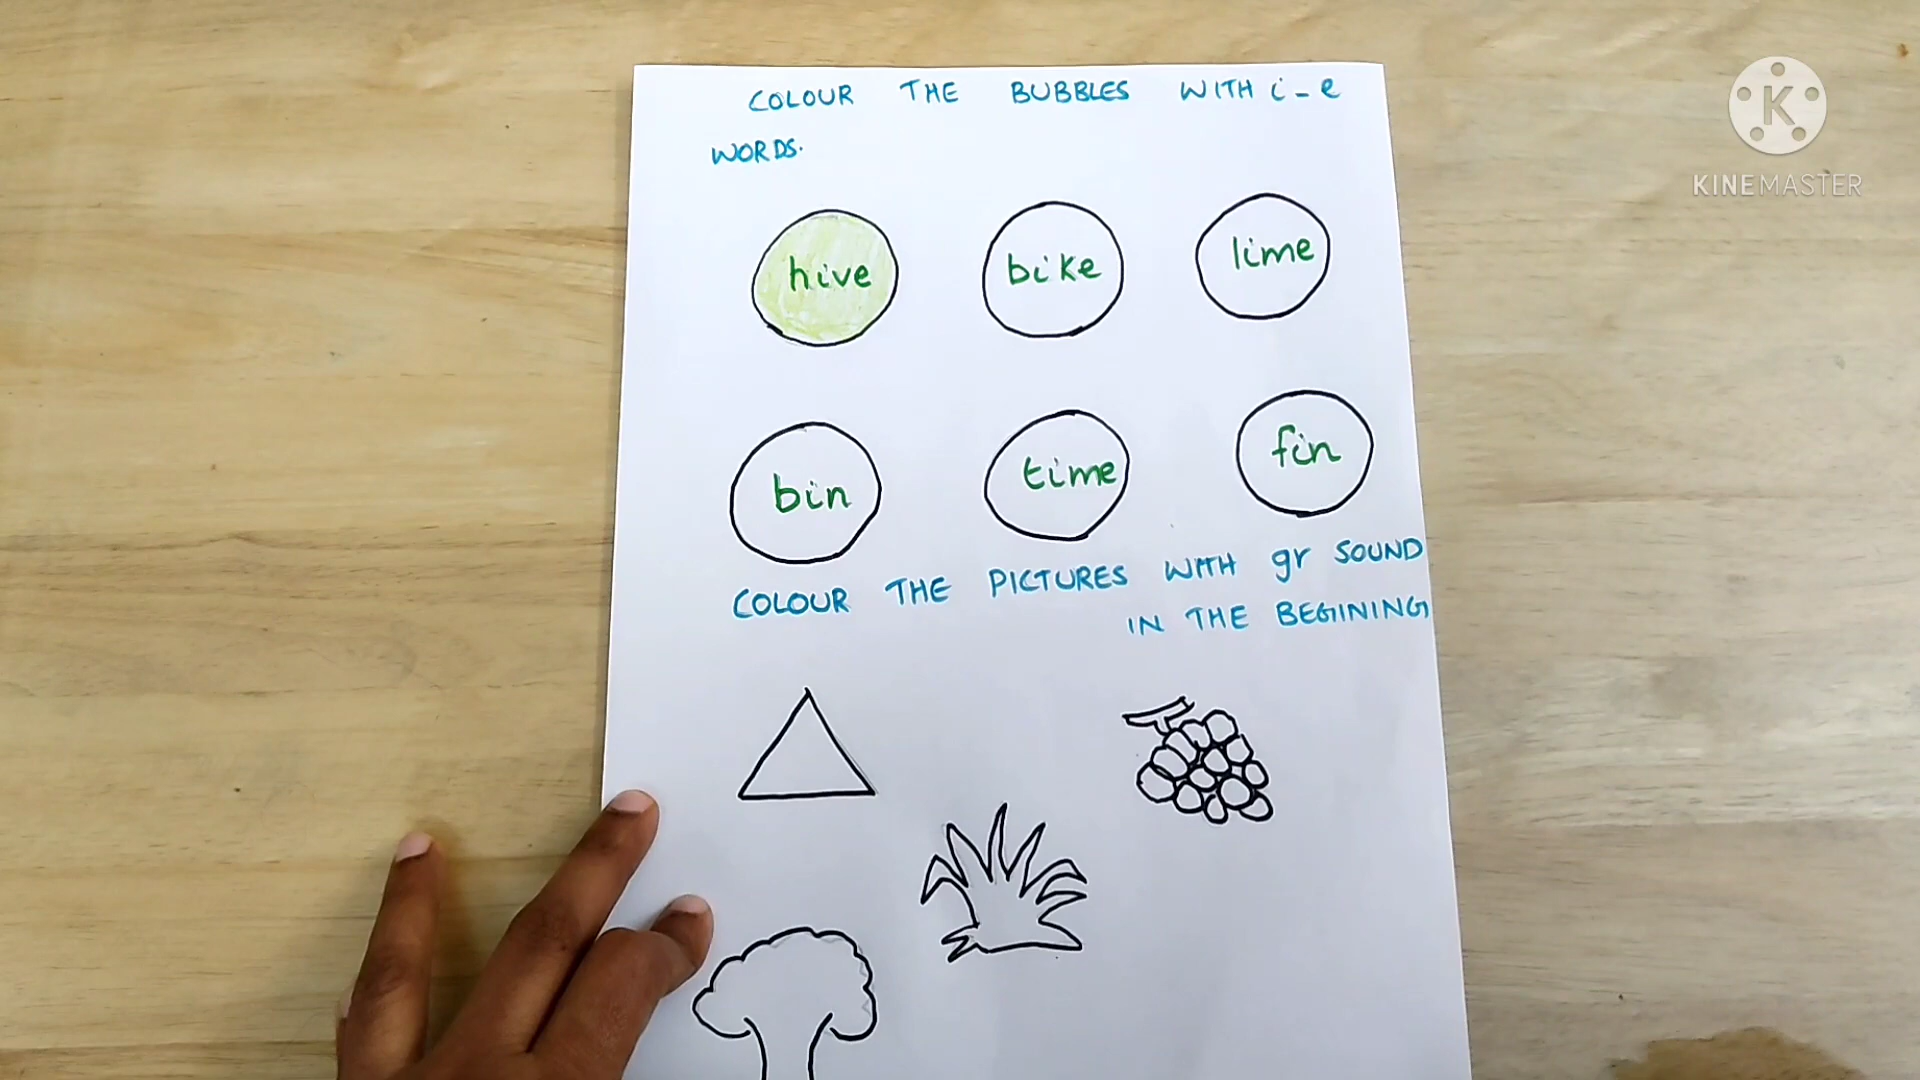 COLOUR THE BUBBLES WITH i-e
WORDS.
hive bike lime
bin time fin
COLOUR THE PICTURES WITH gr SOUND
IN THE BEGINING
K
KINEMASTER